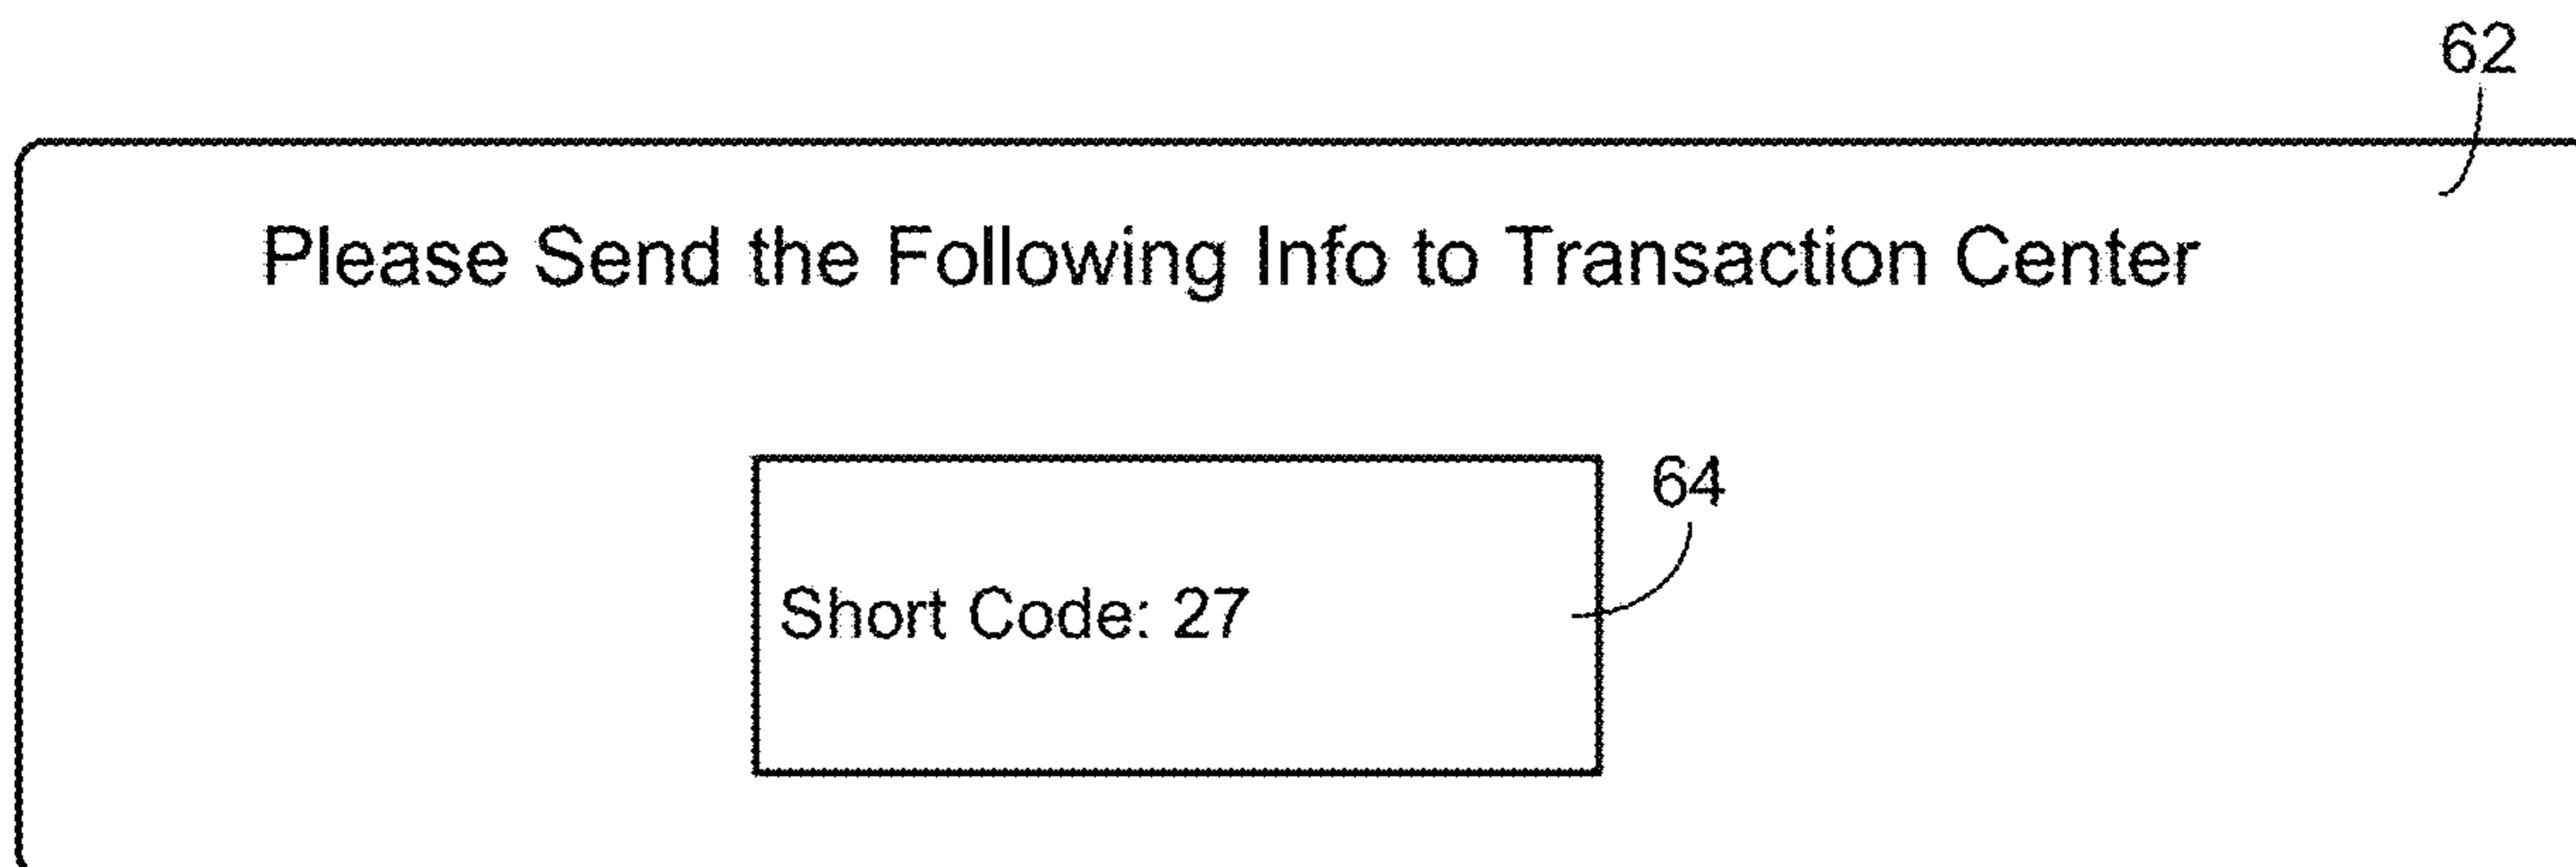 62
Please Send the Following Info to Transaction Center
64
Short Code: 27